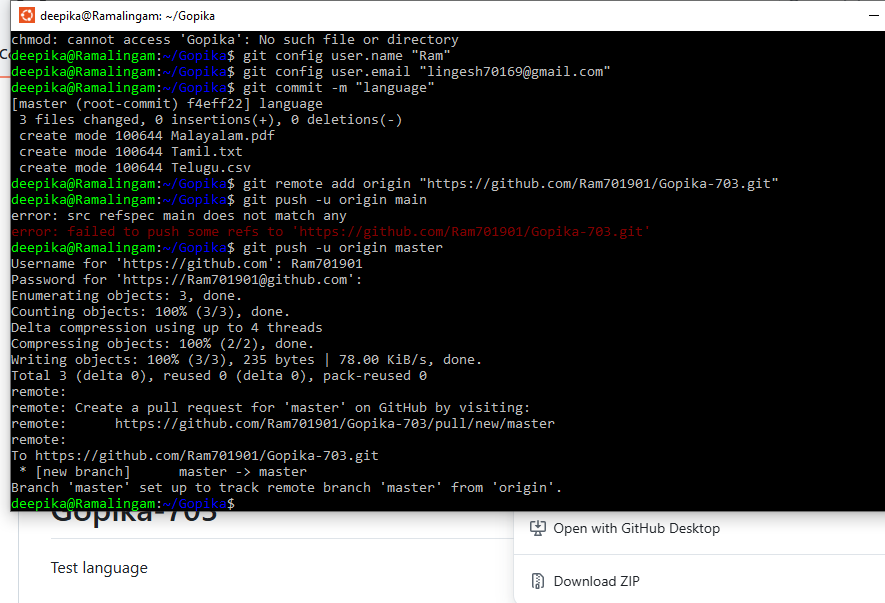 deepika@Ramalingam: ~/Gopika
chmod: cannot access 'Gopika': No such file or directory
deepika@Ramalingam:~/Gopika$ git config user.name "Ram"
deepika@Ramalingam:~/Gopika$ git config user.email "lingesh70169@gmail.com"
deepika@Ramalingam:~/Gopika$ git commit -m "language"
[master (root-commit) f4eff22] language
 3 files changed, 0 insertions(+), 0 deletions(-)
 create mode 100644 Malayalam.pdf
 create mode 100644 Tamil.txt
 create mode 100644 Telugu.csv
deepika@Ramalingam:~/Gopika$ git remote add origin "https://github.com/Ram701901/Gopika-703.git"
deepika@Ramalingam:~/Gopika$ git push -u origin main
error: src refspec main does not match any
error: failed to push some refs to 'https://github.com/Ram701901/Gopika-703.git'
deepika@Ramalingam:~/Gopika$ git push -u origin master
Username for 'https://github.com': Ram701901
Password for 'https://Ram701901@github.com':
Enumerating objects: 3, done.
Counting objects: 100% (3/3), done.
Delta compression using up to 4 threads
Compressing objects: 100% (2/2), done.
Writing objects: 100% (3/3), 235 bytes | 78.00 KiB/s, done.
Total 3 (delta 0), reused 0 (delta 0), pack-reused 0
remote:
remote: Create a pull request for 'master' on GitHub by visiting:
remote:      https://github.com/Ram701901/Gopika-703/pull/new/master
remote:
To https://github.com/Ram701901/Gopika-703.git
 * [new branch]      master -> master
Branch 'master' set up to track remote branch 'master' from 'origin'.
deepika@Ramalingam:~/Gopika$
Gopika-703
Open with GitHub Desktop
Test language
Download ZIP